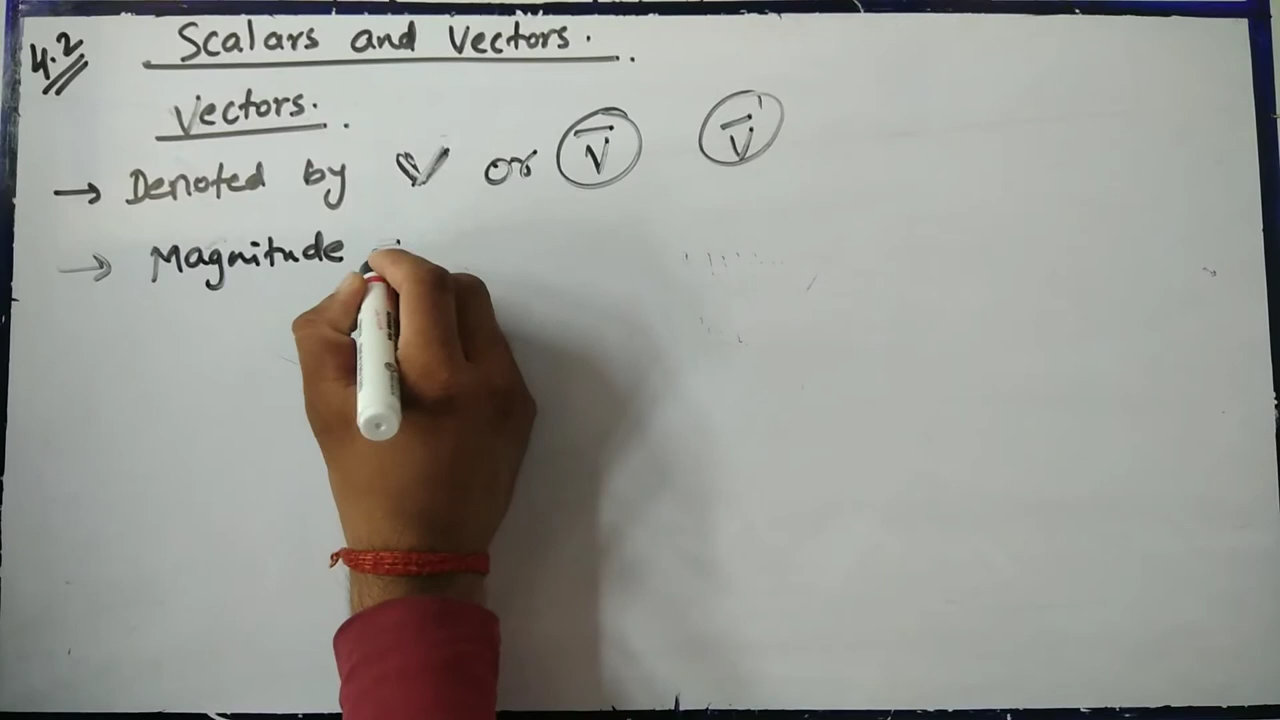 4.2 Scalars and Vectors.
Vectors.
→ Denoted by V or V̅ V̅
→ Magnitude